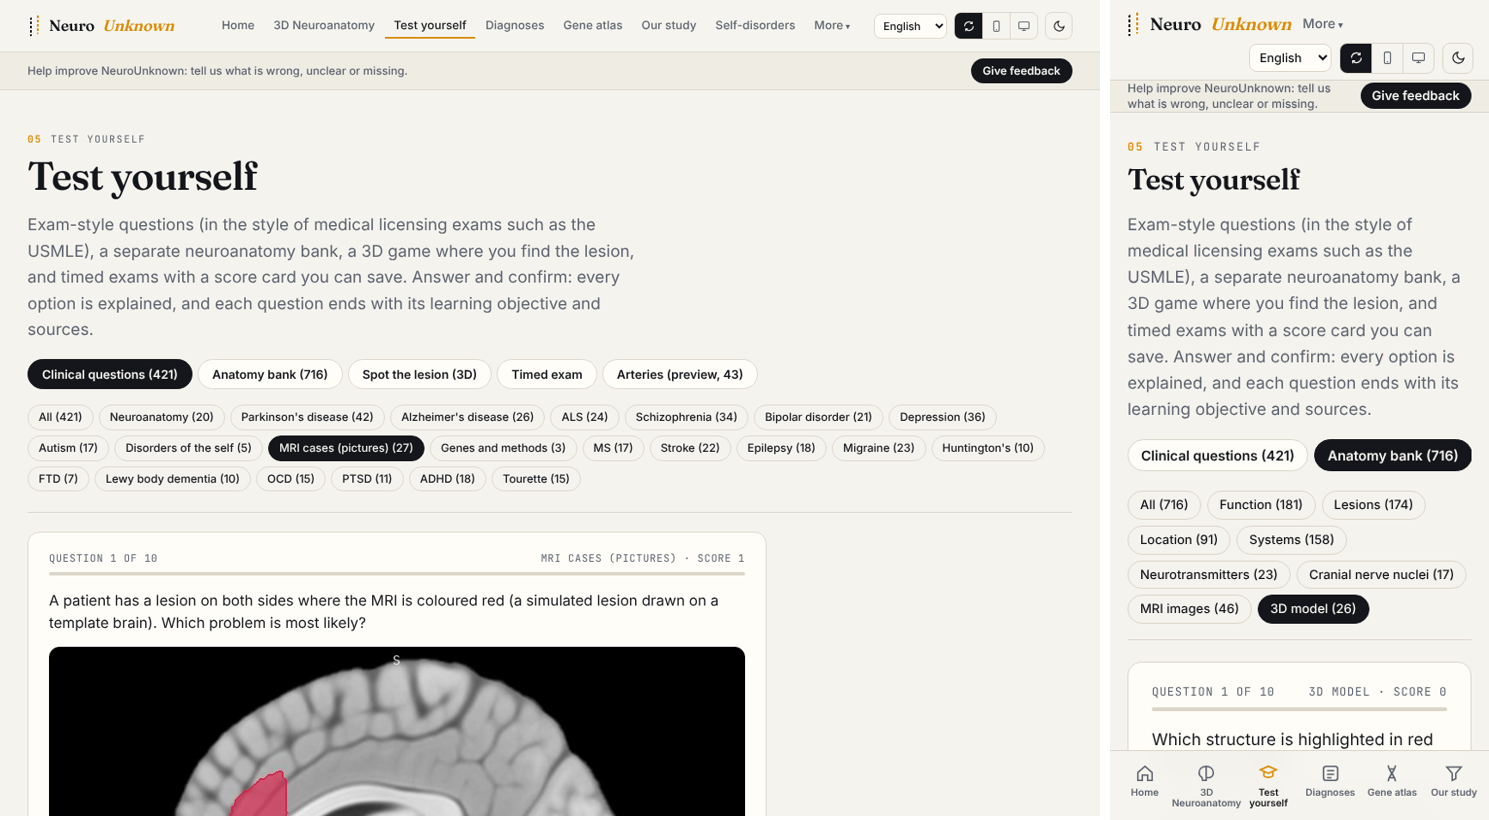 Neuro Unknown
Home 3D Neuroanatomy Test yourself Diagnoses Gene atlas Our study Self-disorders More ▾
English
Help improve NeuroUnknown: tell us what is wrong, unclear or missing.
Give feedback
05 TEST YOURSELF
Test yourself
Exam-style questions (in the style of medical licensing exams such as the
USMLE), a separate neuroanatomy bank, a 3D game where you find the lesion,
and timed exams with a score card you can save. Answer and confirm: every
option is explained, and each question ends with its learning objective and
sources.
Clinical questions (421) Anatomy bank (716) Spot the lesion (3D) Timed exam Arteries (preview, 43)
All (421) Neuroanatomy (20) Parkinson's disease (42) Alzheimer's disease (26) ALS (24) Schizophrenia (34) Bipolar disorder (21) Depression (36)
Autism (17) Disorders of the self (5) MRI cases (pictures) (27) Genes and methods (3) MS (17) Stroke (22) Epilepsy (18) Migraine (23) Huntington's (10)
FTD (7) Lewy body dementia (10) OCD (15) PTSD (11) ADHD (18) Tourette (15)
QUESTION 1 OF 10 MRI CASES (PICTURES) · SCORE 1
A patient has a lesion on both sides where the MRI is coloured red (a simulated lesion drawn on a
template brain). Which problem is most likely?
S
Neuro Unknown More ▾
English
Help improve NeuroUnknown: tell us
what is wrong, unclear or missing.
Give feedback
05 TEST YOURSELF
Test yourself
Exam-style questions (in the style of
medical licensing exams such as the
USMLE), a separate neuroanatomy bank, a
3D game where you find the lesion, and
timed exams with a score card you can
save. Answer and confirm: every option is
explained, and each question ends with its
learning objective and sources.
Clinical questions (421) Anatomy bank (716)
All (716) Function (181) Lesions (174)
Location (91) Systems (158)
Neurotransmitters (23) Cranial nerve nuclei (17)
MRI images (46) 3D model (26)
QUESTION 1 OF 10 3D MODEL · SCORE 0
Which structure is highlighted in red
Home 3D Neuroanatomy Test yourself Diagnoses Gene atlas Our study